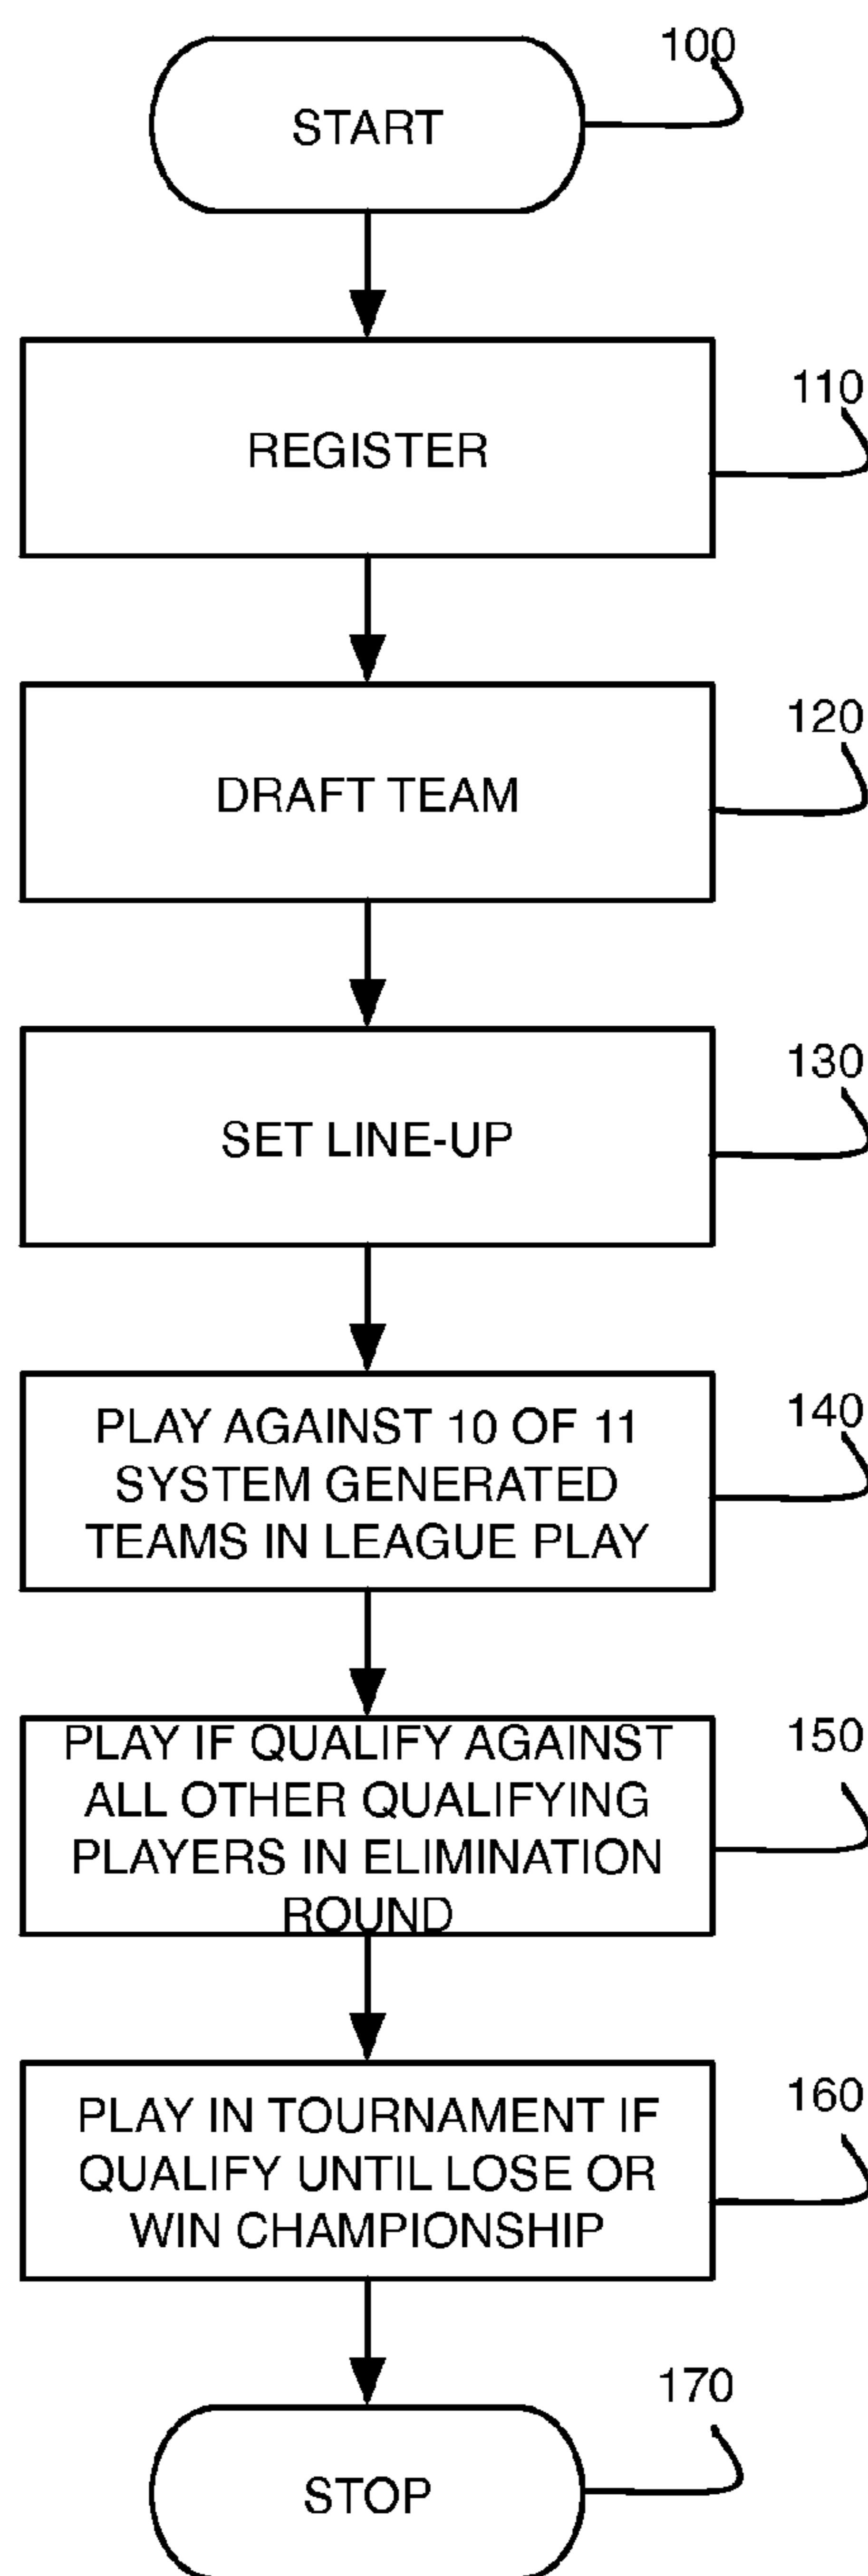 100
START
110
REGISTER
120
DRAFT TEAM
130
SET LINE-UP
140
PLAY AGAINST 10 OF 11
SYSTEM GENERATED
TEAMS IN LEAGUE PLAY
150
PLAY IF QUALIFY AGAINST
ALL OTHER QUALIFYING
PLAYERS IN ELIMINATION
ROUND
160
PLAY IN TOURNAMENT IF
QUALIFY UNTIL LOSE OR
WIN CHAMPIONSHIP
170
STOP